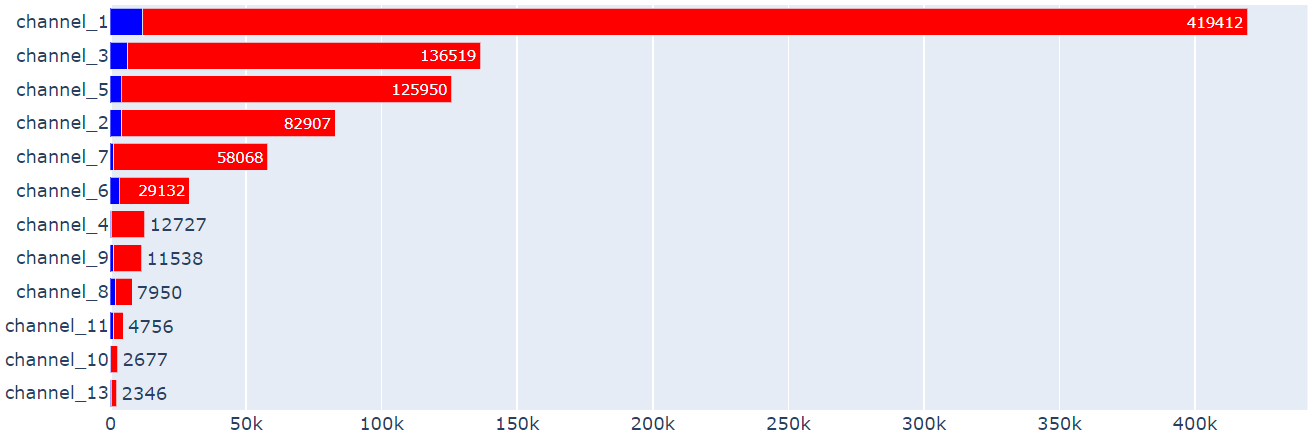 channel_1 419412
channel_3 136519
channel_5 125950
channel_2 82907
channel_7 58068
channel_6 29132
channel_4 12727
channel_9 11538
channel_8 7950
channel_11 4756
channel_10 2677
channel_13 2346
0 50k 100k 150k 200k 250k 300k 350k 400k